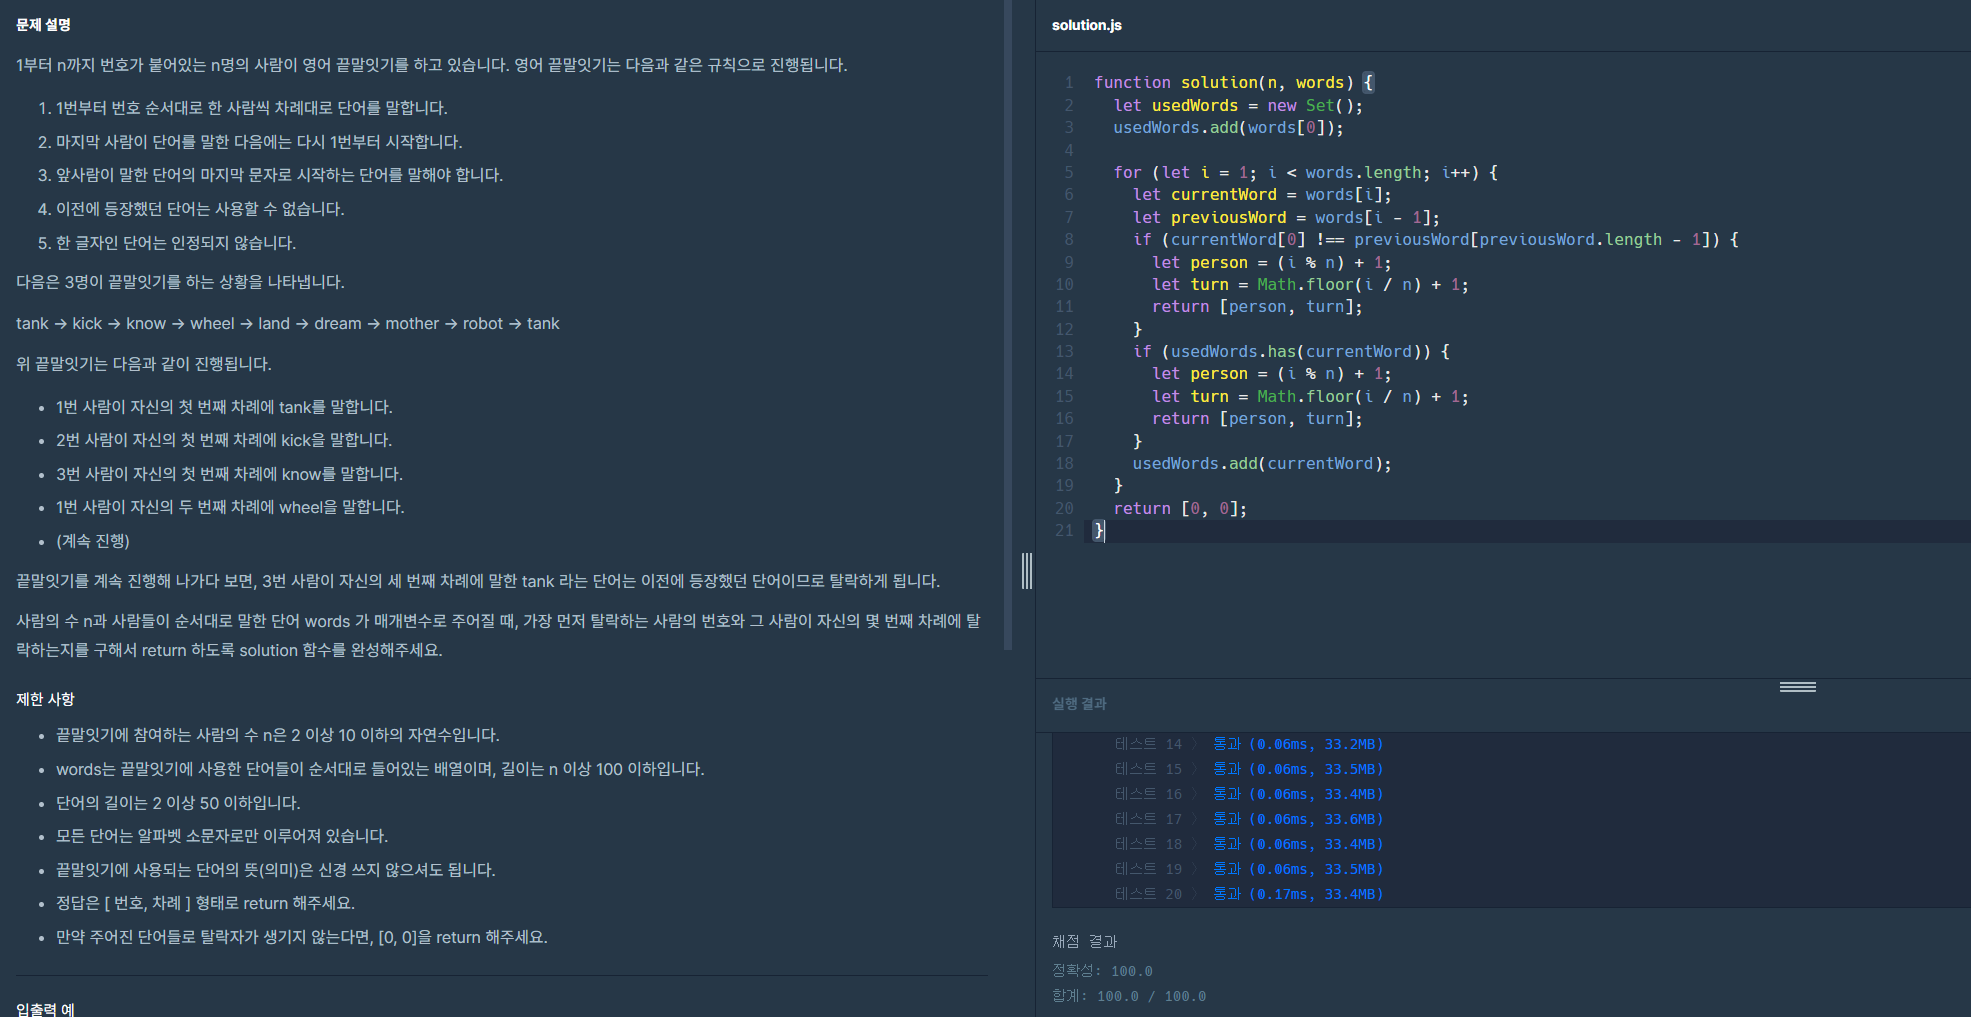 문제 설명
1부터 n까지 번호가 붙어있는 n명의 사람이 영어 끝말잇기를 하고 있습니다. 영어 끝말잇기는 다음과 같은 규칙으로 진행됩니다.
1. 1번부터 번호 순서대로 한 사람씩 차례대로 단어를 말합니다.
2. 마지막 사람이 단어를 말한 다음에는 다시 1번부터 시작합니다.
3. 앞사람이 말한 단어의 마지막 문자로 시작하는 단어를 말해야 합니다.
4. 이전에 등장했던 단어는 사용할 수 없습니다.
5. 한 글자인 단어는 인정되지 않습니다.
다음은 3명이 끝말잇기를 하는 상황을 나타냅니다.
tank → kick → know → wheel → land → dream → mother → robot → tank
위 끝말잇기는 다음과 같이 진행됩니다.
• 1번 사람이 자신의 첫 번째 차례에 tank를 말합니다.
• 2번 사람이 자신의 첫 번째 차례에 kick을 말합니다.
• 3번 사람이 자신의 첫 번째 차례에 know를 말합니다.
• 1번 사람이 자신의 두 번째 차례에 wheel을 말합니다.
• (계속 진행)
끝말잇기를 계속 진행해 나가다 보면, 3번 사람이 자신의 세 번째 차례에 말한 tank 라는 단어는 이전에 등장했던 단어이므로 탈락하게 됩니다.
사람의 수 n과 사람들이 순서대로 말한 단어 words 가 매개변수로 주어질 때, 가장 먼저 탈락하는 사람의 번호와 그 사람이 자신의 몇 번째 차례에 탈
락하는지를 구해서 return 하도록 solution 함수를 완성해주세요.
제한 사항
• 끝말잇기에 참여하는 사람의 수 n은 2 이상 10 이하의 자연수입니다.
• words는 끝말잇기에 사용한 단어들이 순서대로 들어있는 배열이며, 길이는 n 이상 100 이하입니다.
• 단어의 길이는 2 이상 50 이하입니다.
• 모든 단어는 알파벳 소문자로만 이루어져 있습니다.
• 끝말잇기에 사용되는 단어의 뜻(의미)은 신경 쓰지 않으셔도 됩니다.
• 정답은 [ 번호, 차례 ] 형태로 return 해주세요.
• 만약 주어진 단어들로 탈락자가 생기지 않는다면, [0, 0]을 return 해주세요.
입출력 예
solution.js
1 function solution(n, words) {
2   let usedWords = new Set();
3   usedWords.add(words[0]);
4
5   for (let i = 1; i < words.length; i++) {
6     let currentWord = words[i];
7     let previousWord = words[i - 1];
8     if (currentWord[0] !== previousWord[previousWord.length - 1]) {
9       let person = (i % n) + 1;
10       let turn = Math.floor(i / n) + 1;
11       return [person, turn];
12     }
13     if (usedWords.has(currentWord)) {
14       let person = (i % n) + 1;
15       let turn = Math.floor(i / n) + 1;
16       return [person, turn];
17     }
18     usedWords.add(currentWord);
19   }
20   return [0, 0];
21 }
실행 결과
테스트 14 〉 통과 (0.06ms, 33.2MB)
테스트 15 〉 통과 (0.06ms, 33.5MB)
테스트 16 〉 통과 (0.06ms, 33.4MB)
테스트 17 〉 통과 (0.06ms, 33.6MB)
테스트 18 〉 통과 (0.06ms, 33.4MB)
테스트 19 〉 통과 (0.06ms, 33.5MB)
테스트 20 〉 통과 (0.17ms, 33.4MB)
채점 결과
정확성: 100.0
합계: 100.0 / 100.0